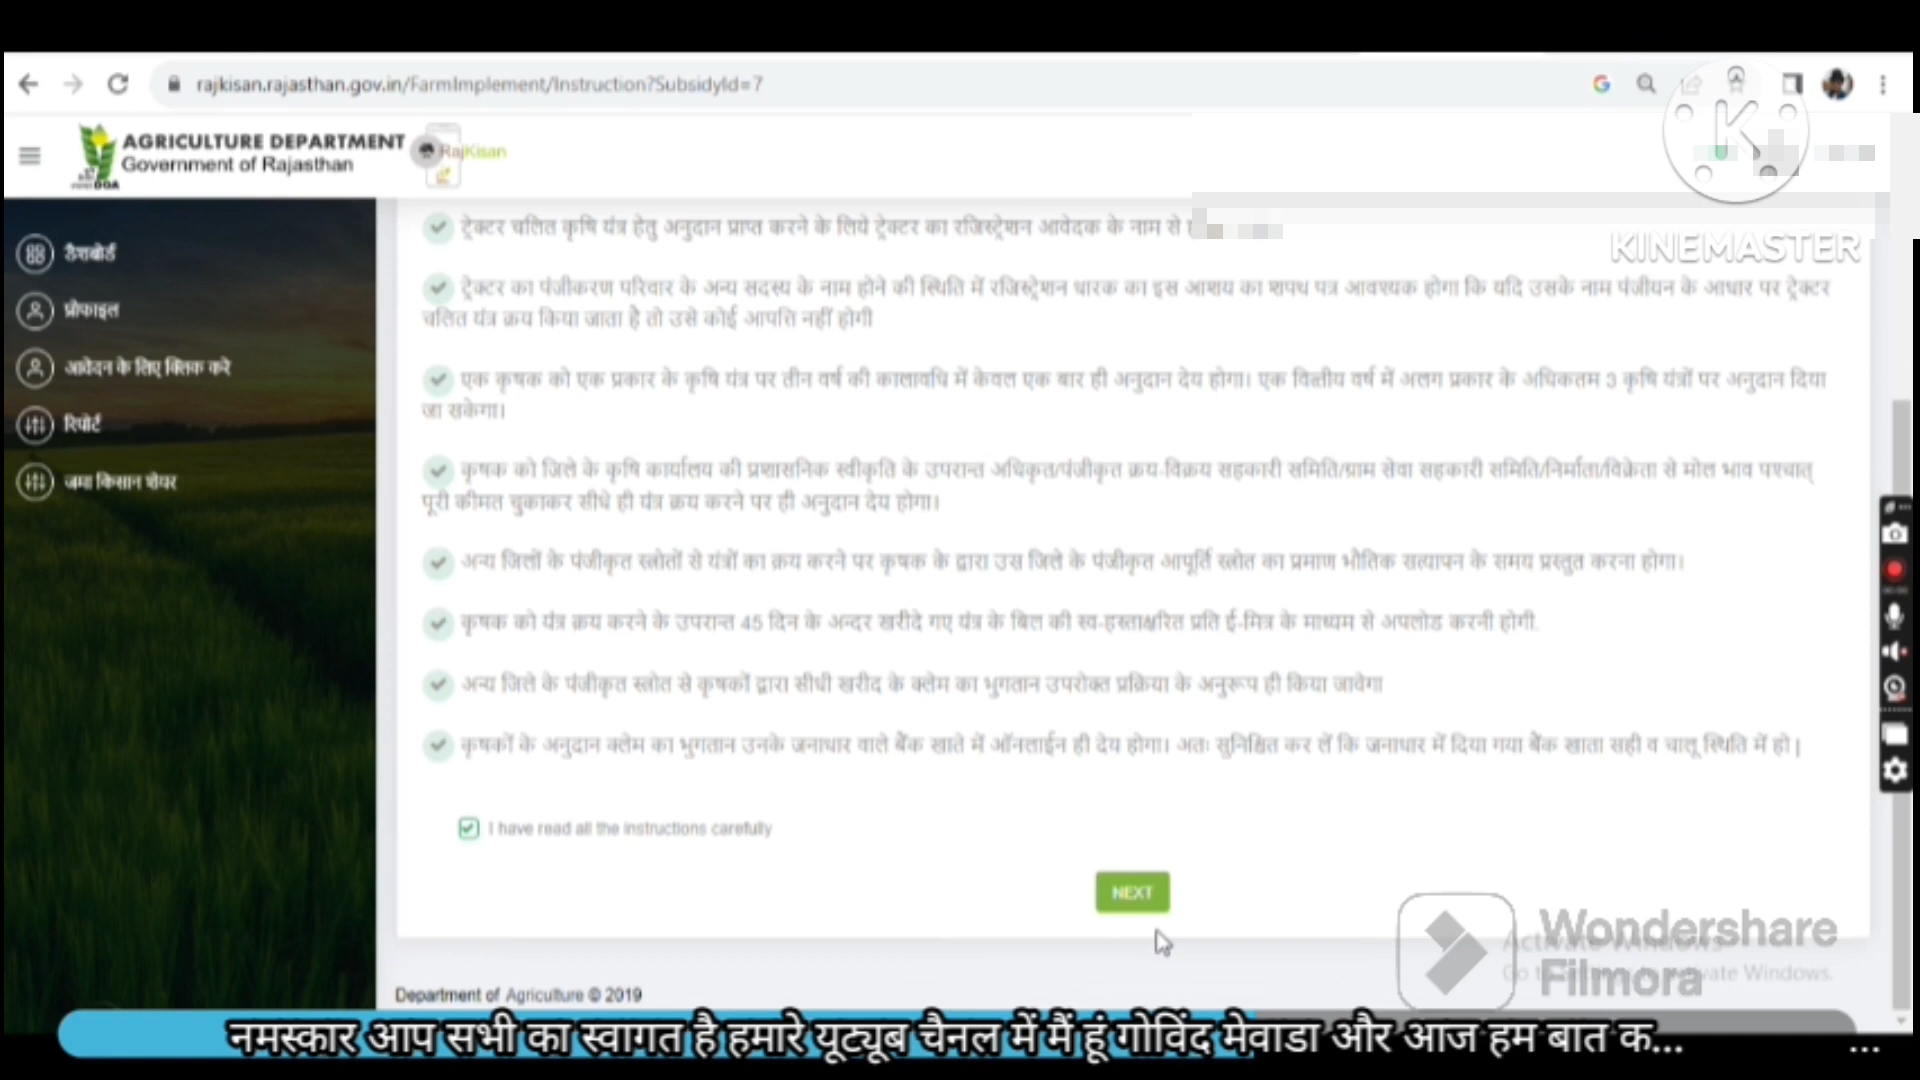 rajkisan.rajasthan.gov.in/FarmImplement/Instruction?SubsidyId=7
AGRICULTURE DEPARTMENT
Government of Rajasthan
RajKisan
KINEMASTER
डैशबोर्ड
प्रोफाइल
आवेदन के लिए क्लिक करे
रिपोर्ट
जमा किसान शेयर
ट्रेक्टर चलित कृषि यंत्र हेतु अनुदान प्राप्त करने के लिये ट्रेक्टर का रजिस्ट्रेशन आवेदक के नाम से
ट्रेक्टर का पंजीकरण परिवार के अन्य सदस्य के नाम होने की स्थिति में रजिस्ट्रेशन धारक का इस आशय का शपथ पत्र आवश्यक होगा कि यदि उसके नाम पंजीयन के आधार पर ट्रेक्टर
चलित यंत्र क्रय किया जाता है तो उसे कोई आपत्ति नहीं होगी
एक कृषक को एक प्रकार के कृषि यंत्र पर तीन वर्ष की कालावधि में केवल एक बार ही अनुदान देय होगा। एक वित्तीय वर्ष में अलग प्रकार के अधिकतम 3 कृषि यंत्रों पर अनुदान दिया
जा सकेगा।
कृषक को जिले के कृषि कार्यालय की प्रशासनिक स्वीकृति के उपरान्त अधिकृत/पंजीकृत क्रय-विक्रय सहकारी समिति/ग्राम सेवा सहकारी समिति/निर्माता/विक्रेता से मोल भाव पश्चात्
पूरी कीमत चुकाकर सीधे ही यंत्र क्रय करने पर ही अनुदान देय होगा।
अन्य जिलों के पंजीकृत स्त्रोतों से यंत्रों का क्रय करने पर कृषक के द्वारा उस जिले के पंजीकृत आपूर्ति स्त्रोत का प्रमाण भौतिक सत्यापन के समय प्रस्तुत करना होगा।
कृषक को यंत्र क्रय करने के उपरान्त 45 दिन के अन्दर खरीदे गए यंत्र के बिल की स्व-हस्ताक्षरित प्रति ई-मित्र के माध्यम से अपलोड करनी होगी.
अन्य जिले के पंजीकृत स्त्रोत से कृषकों द्वारा सीधी खरीद के क्लेम का भुगतान उपरोक्त प्रक्रिया के अनुरूप ही किया जावेगा
कृषकों के अनुदान क्लेम का भुगतान उनके जनाधार वाले बैंक खाते में ऑनलाईन ही देय होगा। अतः सुनिश्चित कर लें कि जनाधार में दिया गया बैंक खाता सही व चालू स्थिति में हो |
I have read all the instructions carefully
NEXT
Wondershare
Filmora
Activate Windows
Department of Agriculture © 2019
नमस्कार आप सभी का स्वागत है हमारे यूट्यूब चैनल में मैं हूं गोविंद मेवाडा और आज हम बात क...